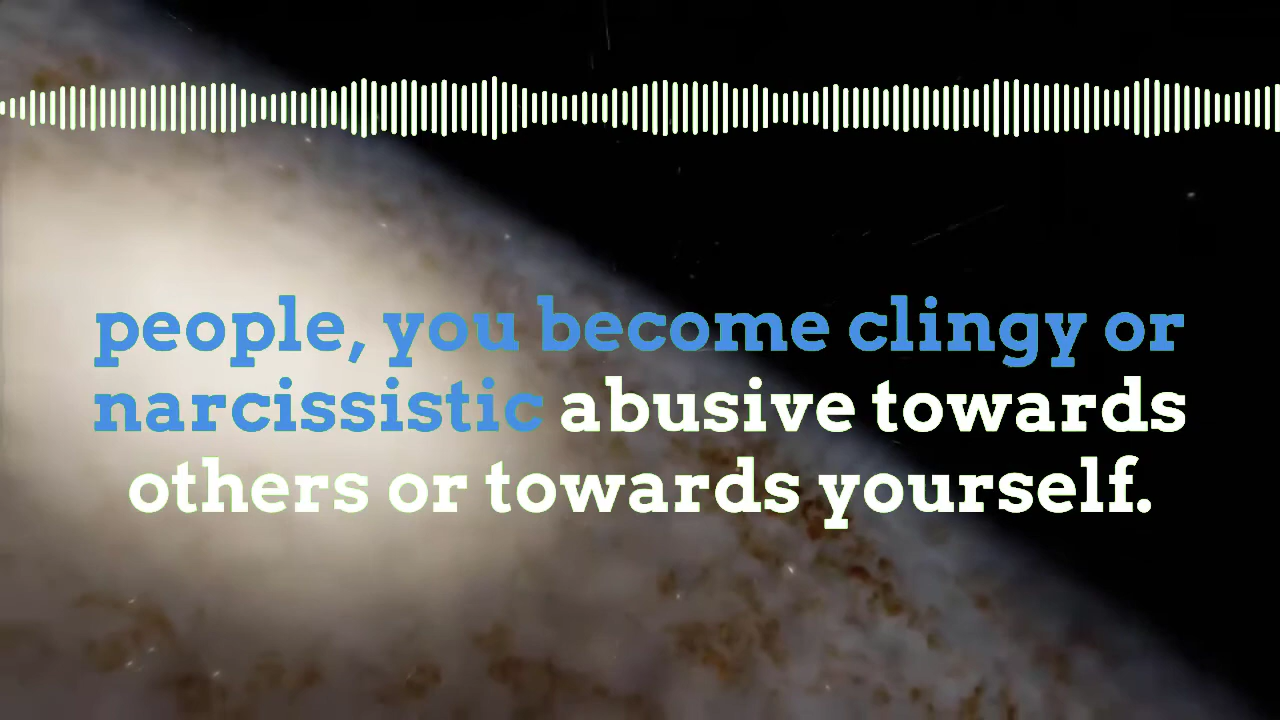 people, you become clingy or
narcissistic abusive towards
others or towards yourself.